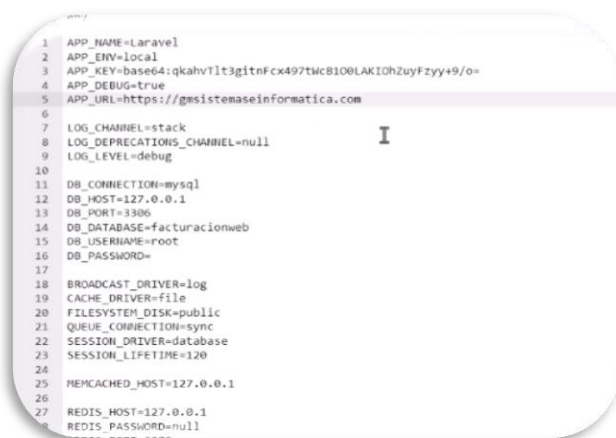 1 APP_NAME=Laravel
2 APP_ENV=local
3 APP_KEY=base64:qkahvTlt3gitnFcx497tWcB1O0LAKIOhZuyFzyy+9/o=
4 APP_DEBUG=true
5 APP_URL=https://gmsistemaseinformatica.com
6
7 LOG_CHANNEL=stack
8 LOG_DEPRECATIONS_CHANNEL=null
9 LOG_LEVEL=debug
10
11 DB_CONNECTION=mysql
12 DB_HOST=127.0.0.1
13 DB_PORT=3306
14 DB_DATABASE=facturacionweb
15 DB_USERNAME=root
16 DB_PASSWORD=
17
18 BROADCAST_DRIVER=log
19 CACHE_DRIVER=file
20 FILESYSTEM_DISK=public
21 QUEUE_CONNECTION=sync
22 SESSION_DRIVER=database
23 SESSION_LIFETIME=120
24
25 MEMCACHED_HOST=127.0.0.1
26
27 REDIS_HOST=127.0.0.1
REDIS_PASSWORD=null